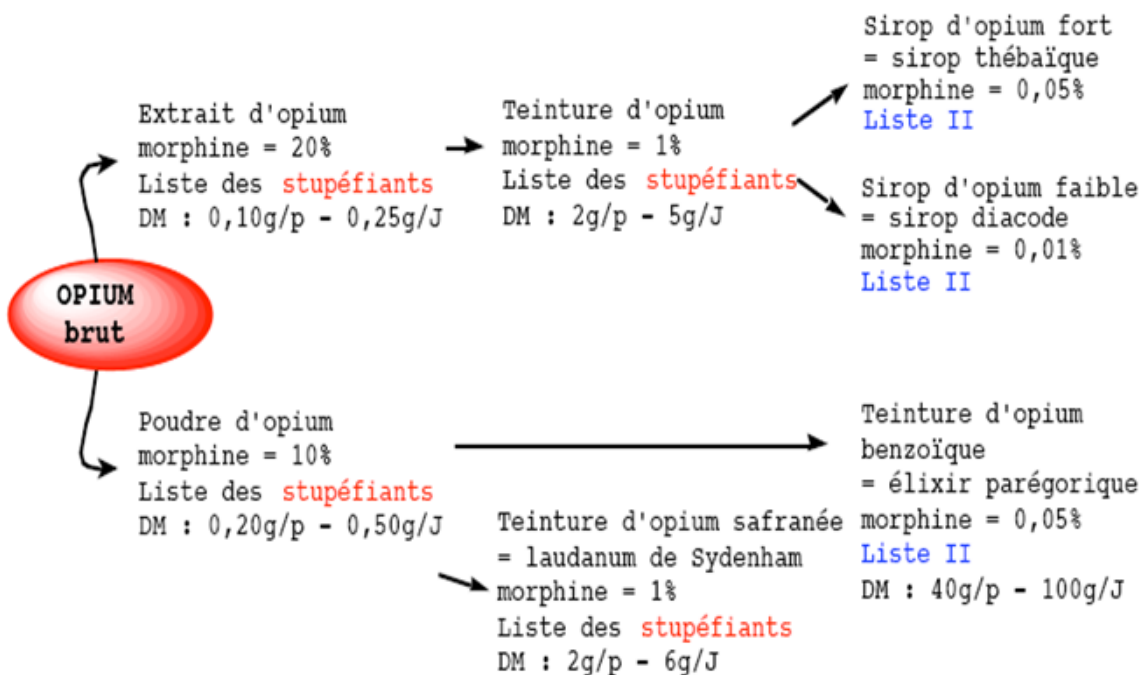 Sirop d'opium fort
= sirop thébaïque
morphine = 0,05%
Liste II
Extrait d'opium
morphine = 20%
Liste des stupéfiants
DM : 0,10g/p - 0,25g/J
Teinture d'opium
morphine = 1%
Liste des stupéfiants
DM : 2g/p - 5g/J
Sirop d'opium faible
= sirop diacode
morphine = 0,01%
Liste II
OPIUM
brut
Poudre d'opium
morphine = 10%
Liste des stupéfiants
DM : 0,20g/p - 0,50g/J
Teinture d'opium
benzoïque
= élixir parégorique
morphine = 0,05%
Liste II
DM : 40g/p - 100g/J
Teinture d'opium safranée
= laudanum de Sydenham
morphine = 1%
Liste des stupéfiants
DM : 2g/p - 6g/J